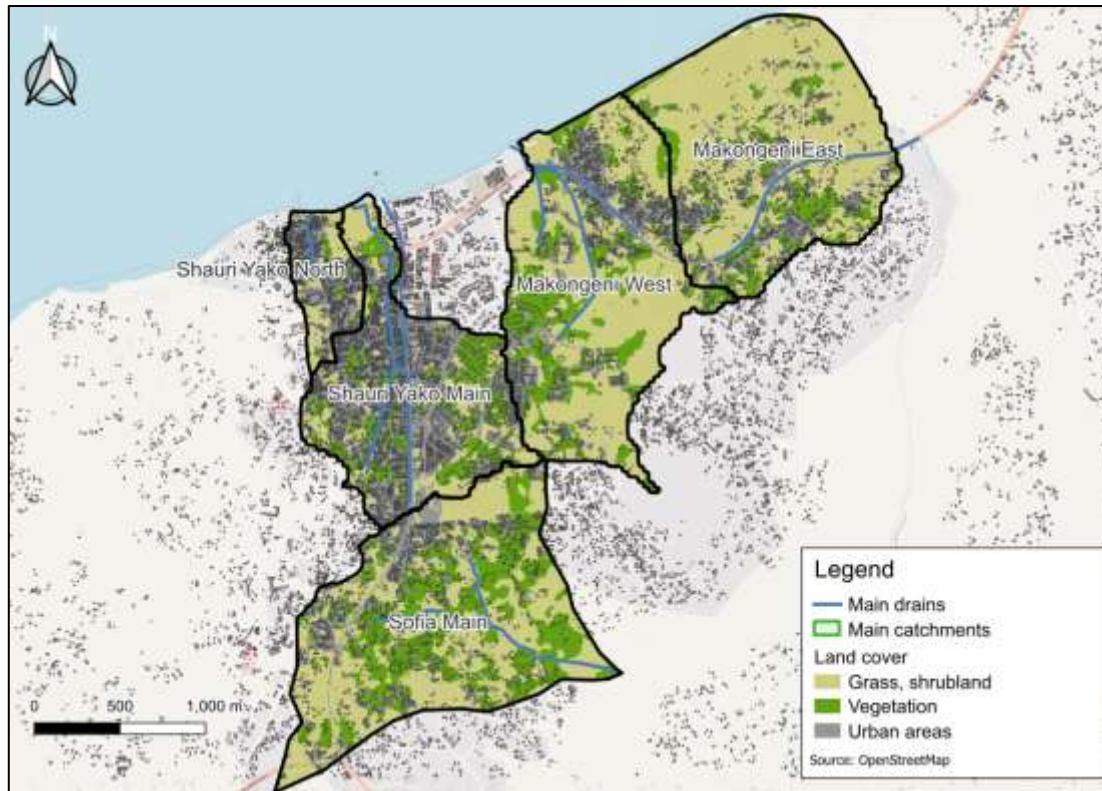 N
Makongeni East
Shauri Yako North
Makongeni West
Shauri Yako Main
Sofia Main
0 500 1,000 m
Legend
Main drains
Main catchments
Land cover
Grass, shrubland
Vegetation
Urban areas
Source: OpenStreetMap